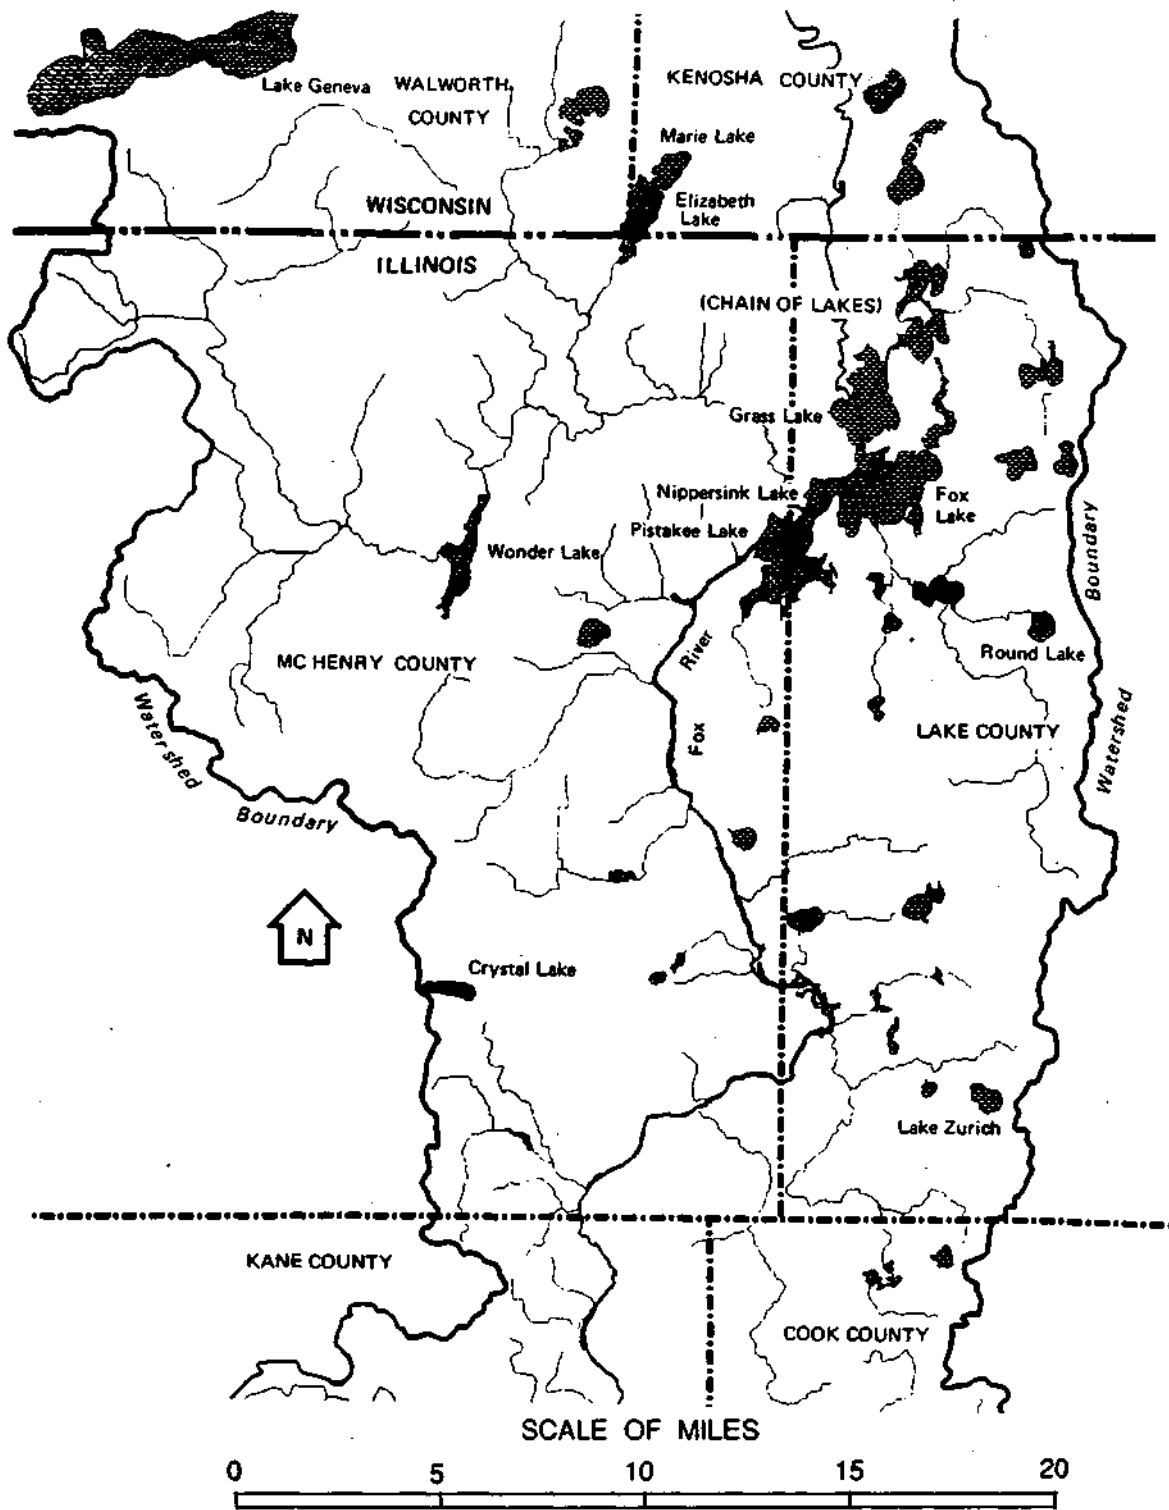 Lake Geneva
WALWORTH
COUNTY
KENOSHA COUNTY
Marie Lake
Elizabeth
Lake
WISCONSIN
ILLINOIS
(CHAIN OF LAKES)
Grass Lake
Nippersink Lake
Fox
Lake
Pistakee Lake
Wonder Lake
Boundary
River
Round Lake
MC HENRY COUNTY
Watershed
Fox
LAKE COUNTY
Watershed
Boundary
N
Crystal Lake
Lake Zurich
KANE COUNTY
COOK COUNTY
SCALE OF MILES
0 5 10 15 20